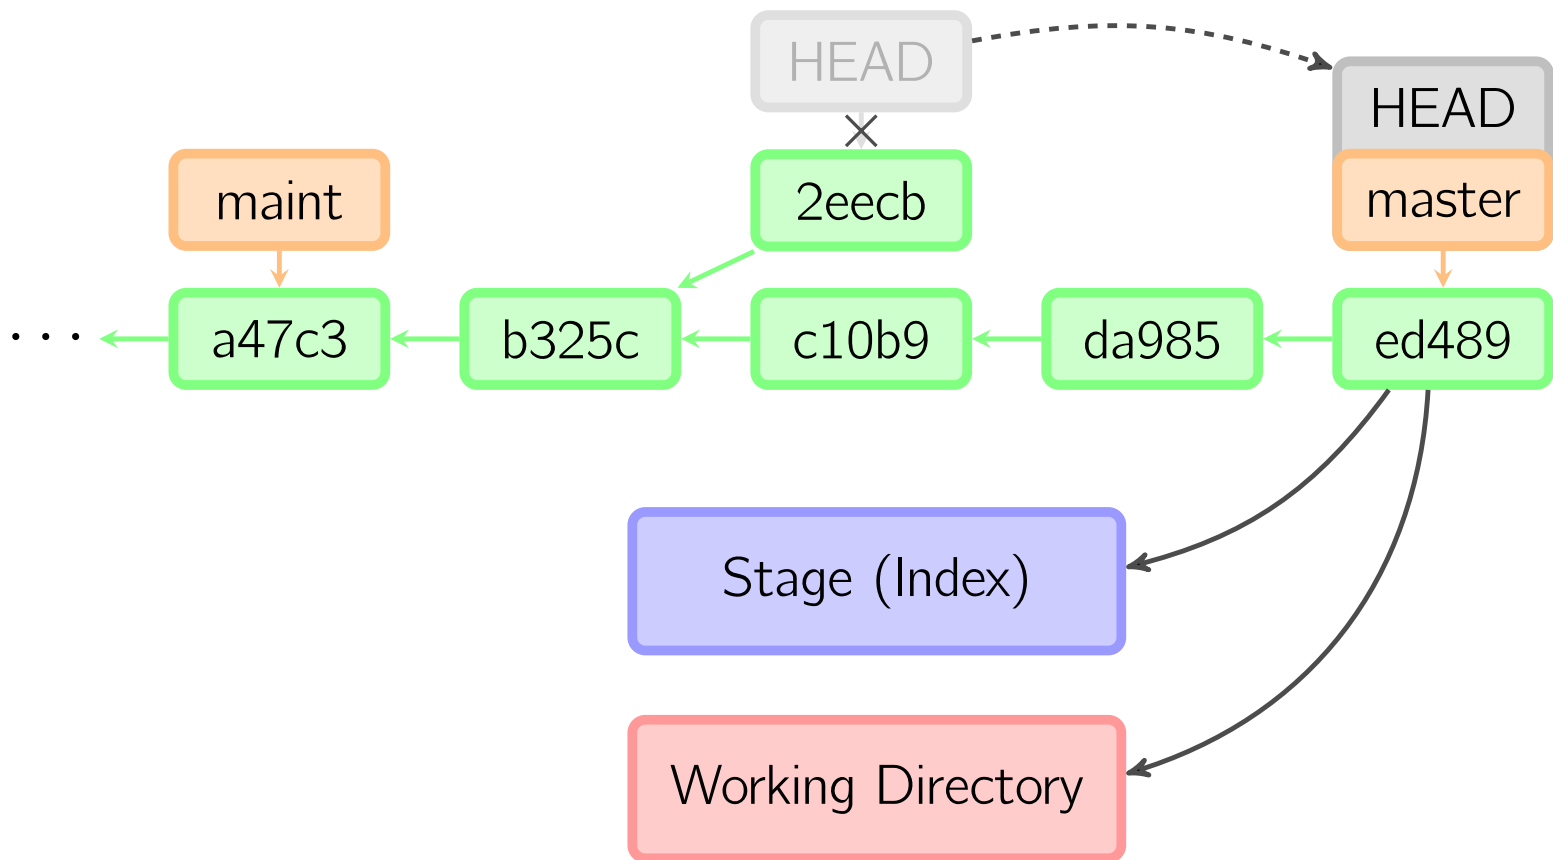 HEAD
HEAD
maint
2eecb
master
...
a47c3
b325c
c10b9
da985
ed489
Stage (Index)
Working Directory